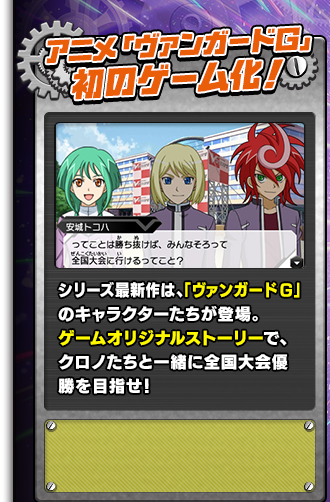 アニメ「ヴァンガードG」
初のゲーム化!
安城トコハ
ってことは勝ち抜けば、みんなそろって
全国大会に行けるってこと?
シリーズ最新作は、「ヴァンガードG」
のキャラクターたちが登場。
ゲームオリジナルストーリーで、
クロノたちと一緒に全国大会優
勝を目指せ!